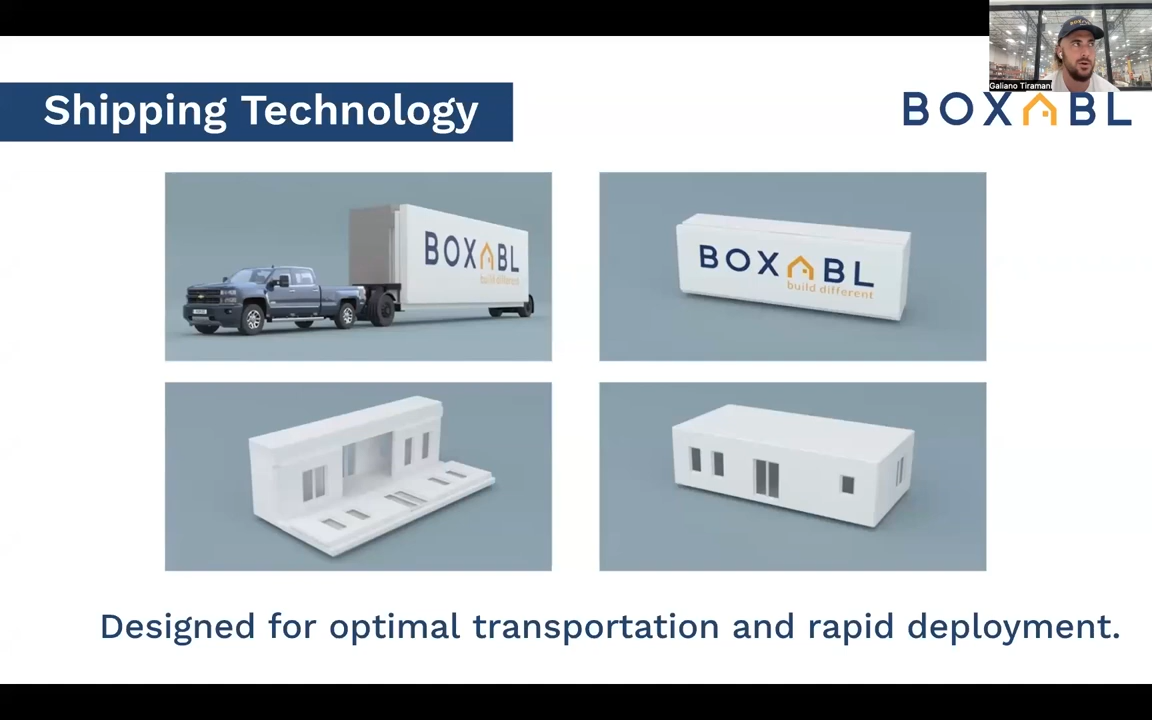 Galiano Tiramani
Shipping Technology
BOXABL
BOXABL
build different
BOXABL
build different
Designed for optimal transportation and rapid deployment.